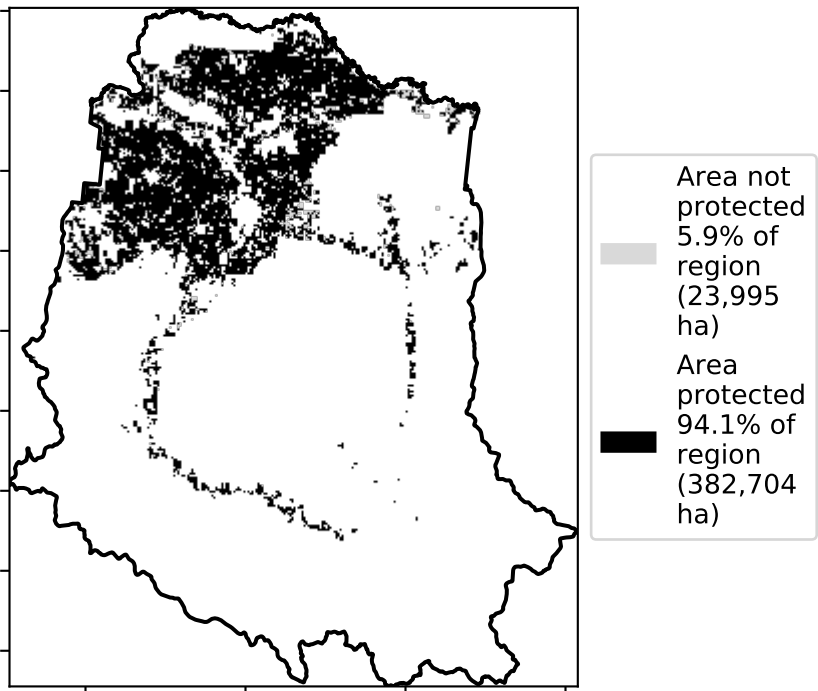 Area not
protected
5.9% of
region
(23,995
ha)
Area
protected
94.1% of
region
(382,704
ha)